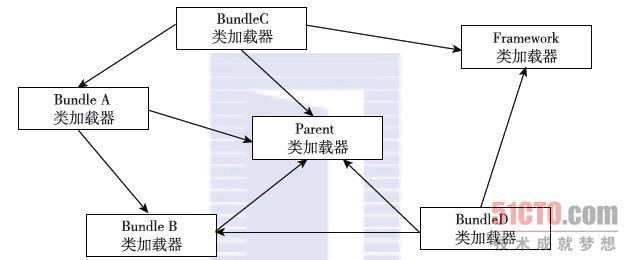 BundleC
类加载器
Framework
类加载器
Bundle A
类加载器
Parent
类加载器
Bundle B
类加载器
BundleD
类加载器
51CTO.com
技术成就梦想